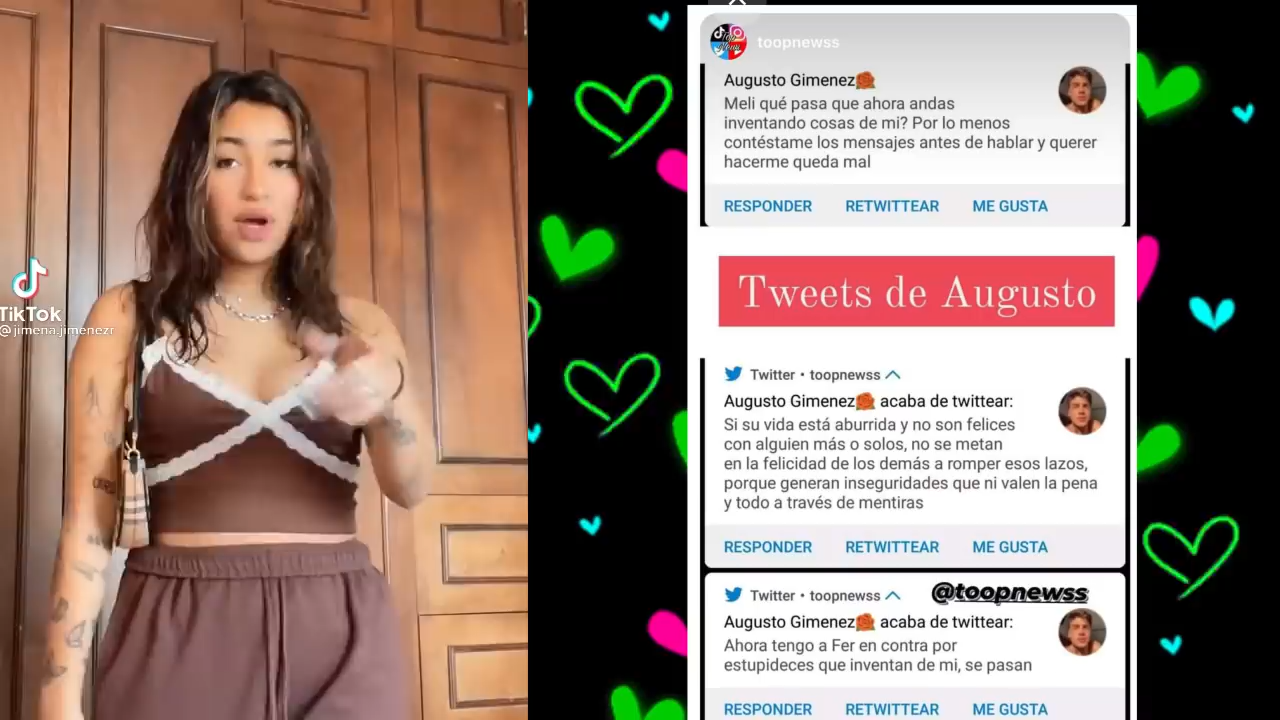 TikTok
@jimena.jimenezr
toopnewss
Augusto Gimenez🌹
Meli qué pasa que ahora andas
inventando cosas de mi? Por lo menos
contéstame los mensajes antes de hablar y querer
hacerme queda mal
RESPONDER RETWITTEAR ME GUSTA
Tweets de Augusto
Twitter • toopnewss
Augusto Gimenez🌹 acaba de twittear:
Si su vida está aburrida y no son felices
con alguien más o solos, no se metan
en la felicidad de los demás a romper esos lazos,
porque generan inseguridades que ni valen la pena
y todo a través de mentiras
RESPONDER RETWITTEAR ME GUSTA
@toopnewss
Twitter • toopnewss
Augusto Gimenez🌹 acaba de twittear:
Ahora tengo a Fer en contra por
estupideces que inventan de mi, se pasan
RESPONDER RETWITTEAR ME GUSTA